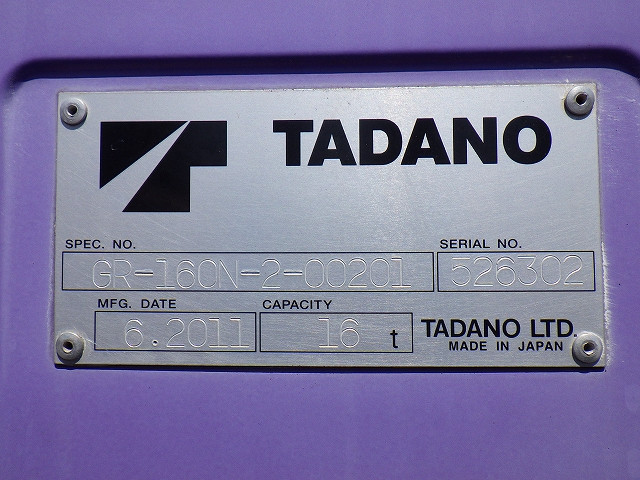 TADANO
SPEC. NO.
SERIAL NO.
GR-160N-2-00201
526302
MFG. DATE
CAPACITY
6.2011
16 t
TADANO LTD.
MADE IN JAPAN